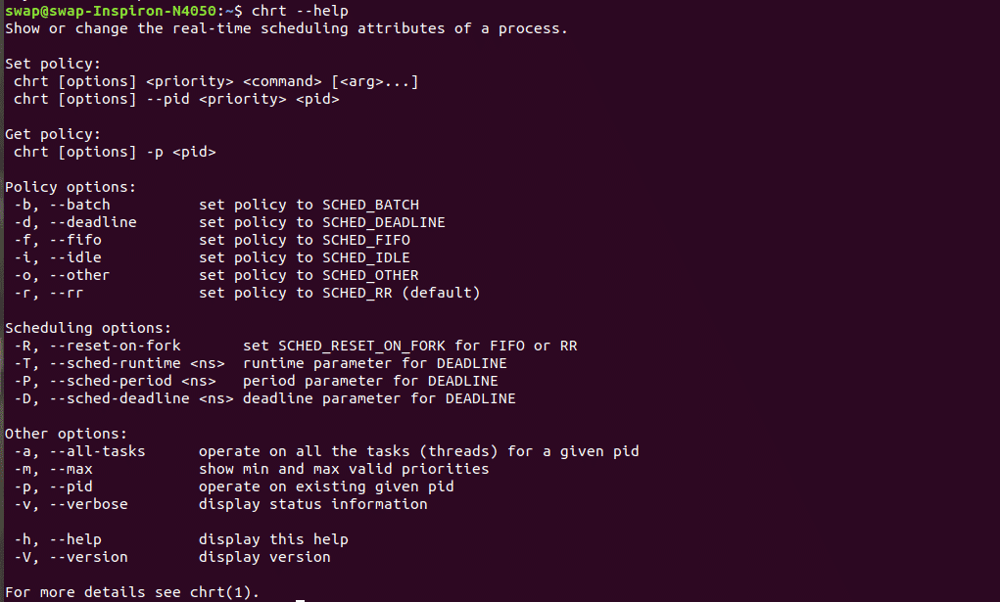 swap@swap-Inspiron-N4050:~$ chrt --help
Show or change the real-time scheduling attributes of a process.

Set policy:
 chrt [options] <priority> <command> [<arg>...]
 chrt [options] --pid <priority> <pid>

Get policy:
 chrt [options] -p <pid>

Policy options:
 -b, --batch          set policy to SCHED_BATCH
 -d, --deadline       set policy to SCHED_DEADLINE
 -f, --fifo           set policy to SCHED_FIFO
 -i, --idle           set policy to SCHED_IDLE
 -o, --other          set policy to SCHED_OTHER
 -r, --rr             set policy to SCHED_RR (default)

Scheduling options:
 -R, --reset-on-fork       set SCHED_RESET_ON_FORK for FIFO or RR
 -T, --sched-runtime <ns>  runtime parameter for DEADLINE
 -P, --sched-period <ns>   period parameter for DEADLINE
 -D, --sched-deadline <ns> deadline parameter for DEADLINE

Other options:
 -a, --all-tasks      operate on all the tasks (threads) for a given pid
 -m, --max            show min and max valid priorities
 -p, --pid            operate on existing given pid
 -v, --verbose        display status information

 -h, --help           display this help
 -V, --version        display version

For more details see chrt(1).